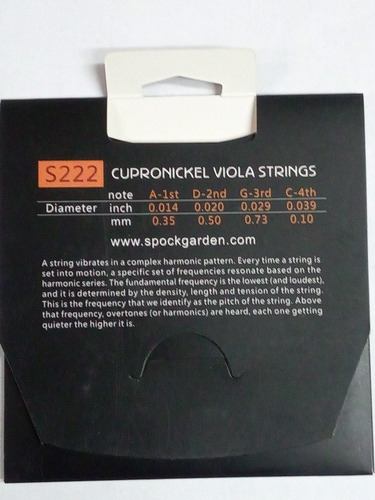 S222 CUPRONICKEL VIOLA STRINGS
note A-1st D-2nd G-3rd C-4th
Diameter inch 0.014 0.020 0.029 0.039
mm 0.35 0.50 0.73 0.10
www.spockgarden.com
A string vibrates in a complex harmonic pattern. Every time a string is
set into motion, a specific set of frequencies resonate based on the
harmonic series. The fundamental frequency is the lowest (and loudest),
and it is determined by the density, length and tension of the string.
This is the frequency that we identify as the pitch of the string. Above
that frequency, overtones (or harmonics) are heard, each one getting
quieter the higher it is.